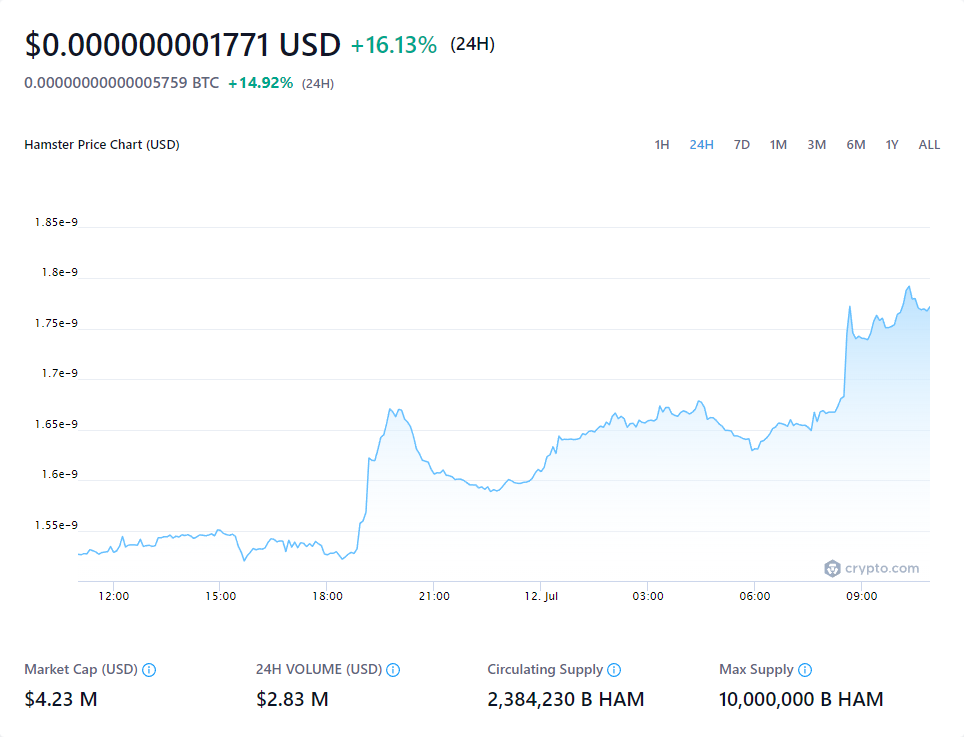 $0.000000001771 USD +16.13% (24H)
0.00000000000005759 BTC +14.92% (24H)
Hamster Price Chart (USD) 1H 24H 7D 1M 3M 6M 1Y ALL
1.85e-9
1.8e-9
1.75e-9
1.7e-9
1.65e-9
1.6e-9
1.55e-9
crypto.com
12:00 15:00 18:00 21:00 12. Jul 03:00 06:00 09:00
Market Cap (USD) 24H VOLUME (USD) Circulating Supply Max Supply
$4.23 M $2.83 M 2,384,230 B HAM 10,000,000 B HAM